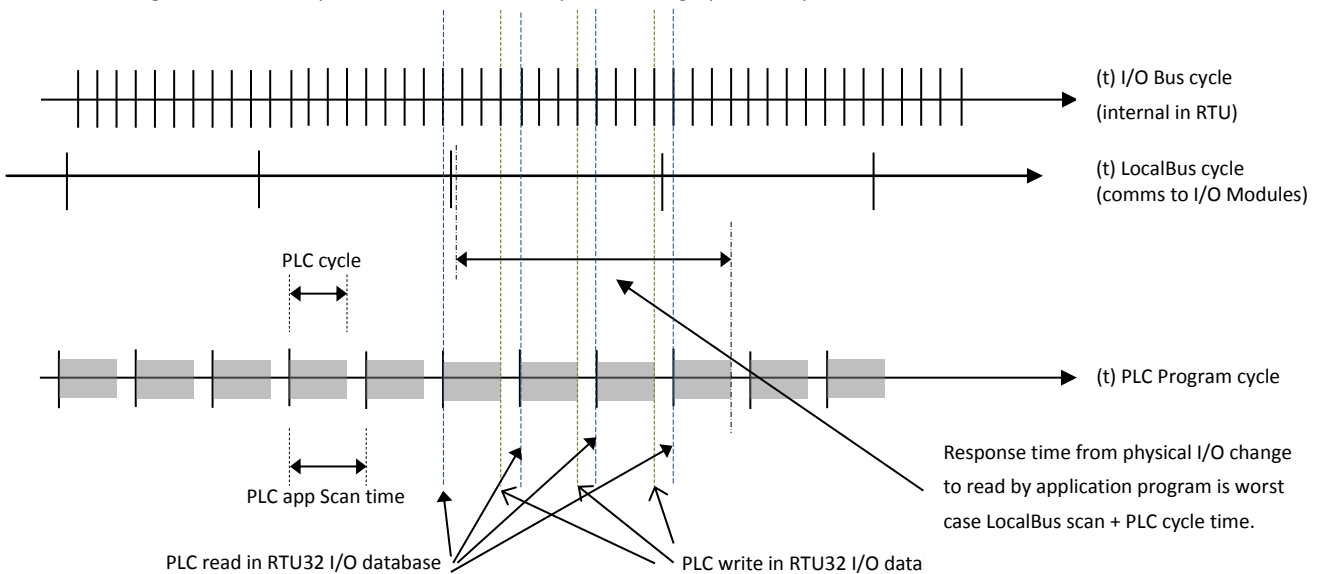 (t) I/O Bus cycle
(internal in RTU)
(t) LocalBus cycle
(comms to I/O Modules)
PLC cycle
(t) PLC Program cycle
Response time from physical I/O change
to read by application program is worst
case LocalBus scan + PLC cycle time.
PLC app Scan time
PLC read in RTU32 I/O database
PLC write in RTU32 I/O data